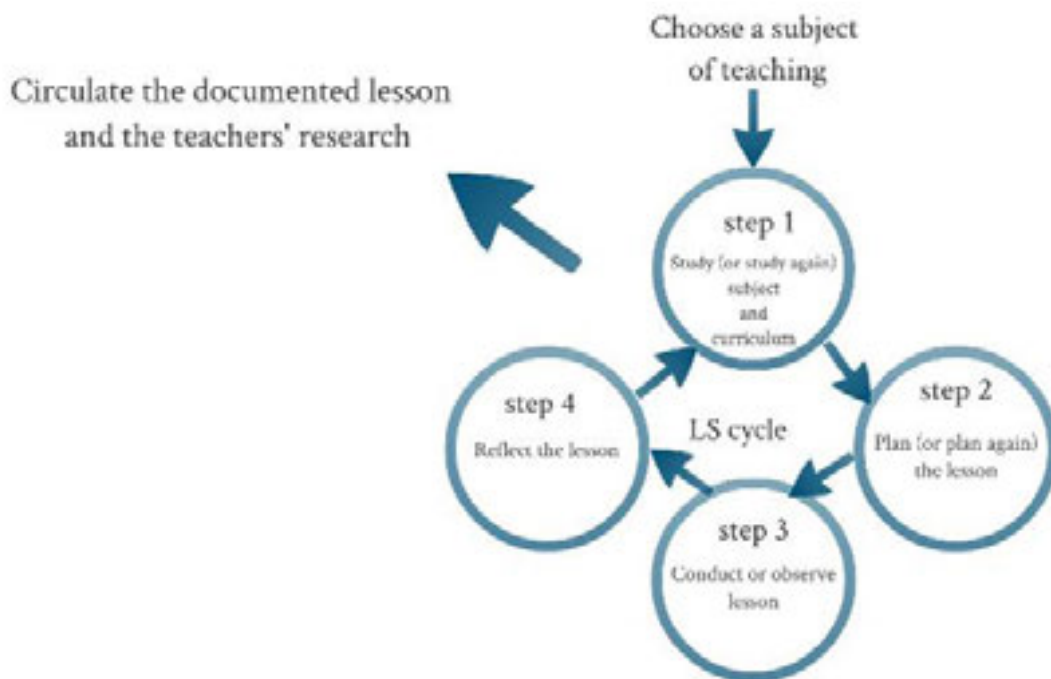 Choose a subject
of teaching
Circulate the documented lesson
and the teachers' research
step 1
Study (or study again)
subject
and
curriculum
step 2
Plan (or plan again)
the lesson
step 3
Conduct or observe
lesson
step 4
Reflect the lesson
LS cycle